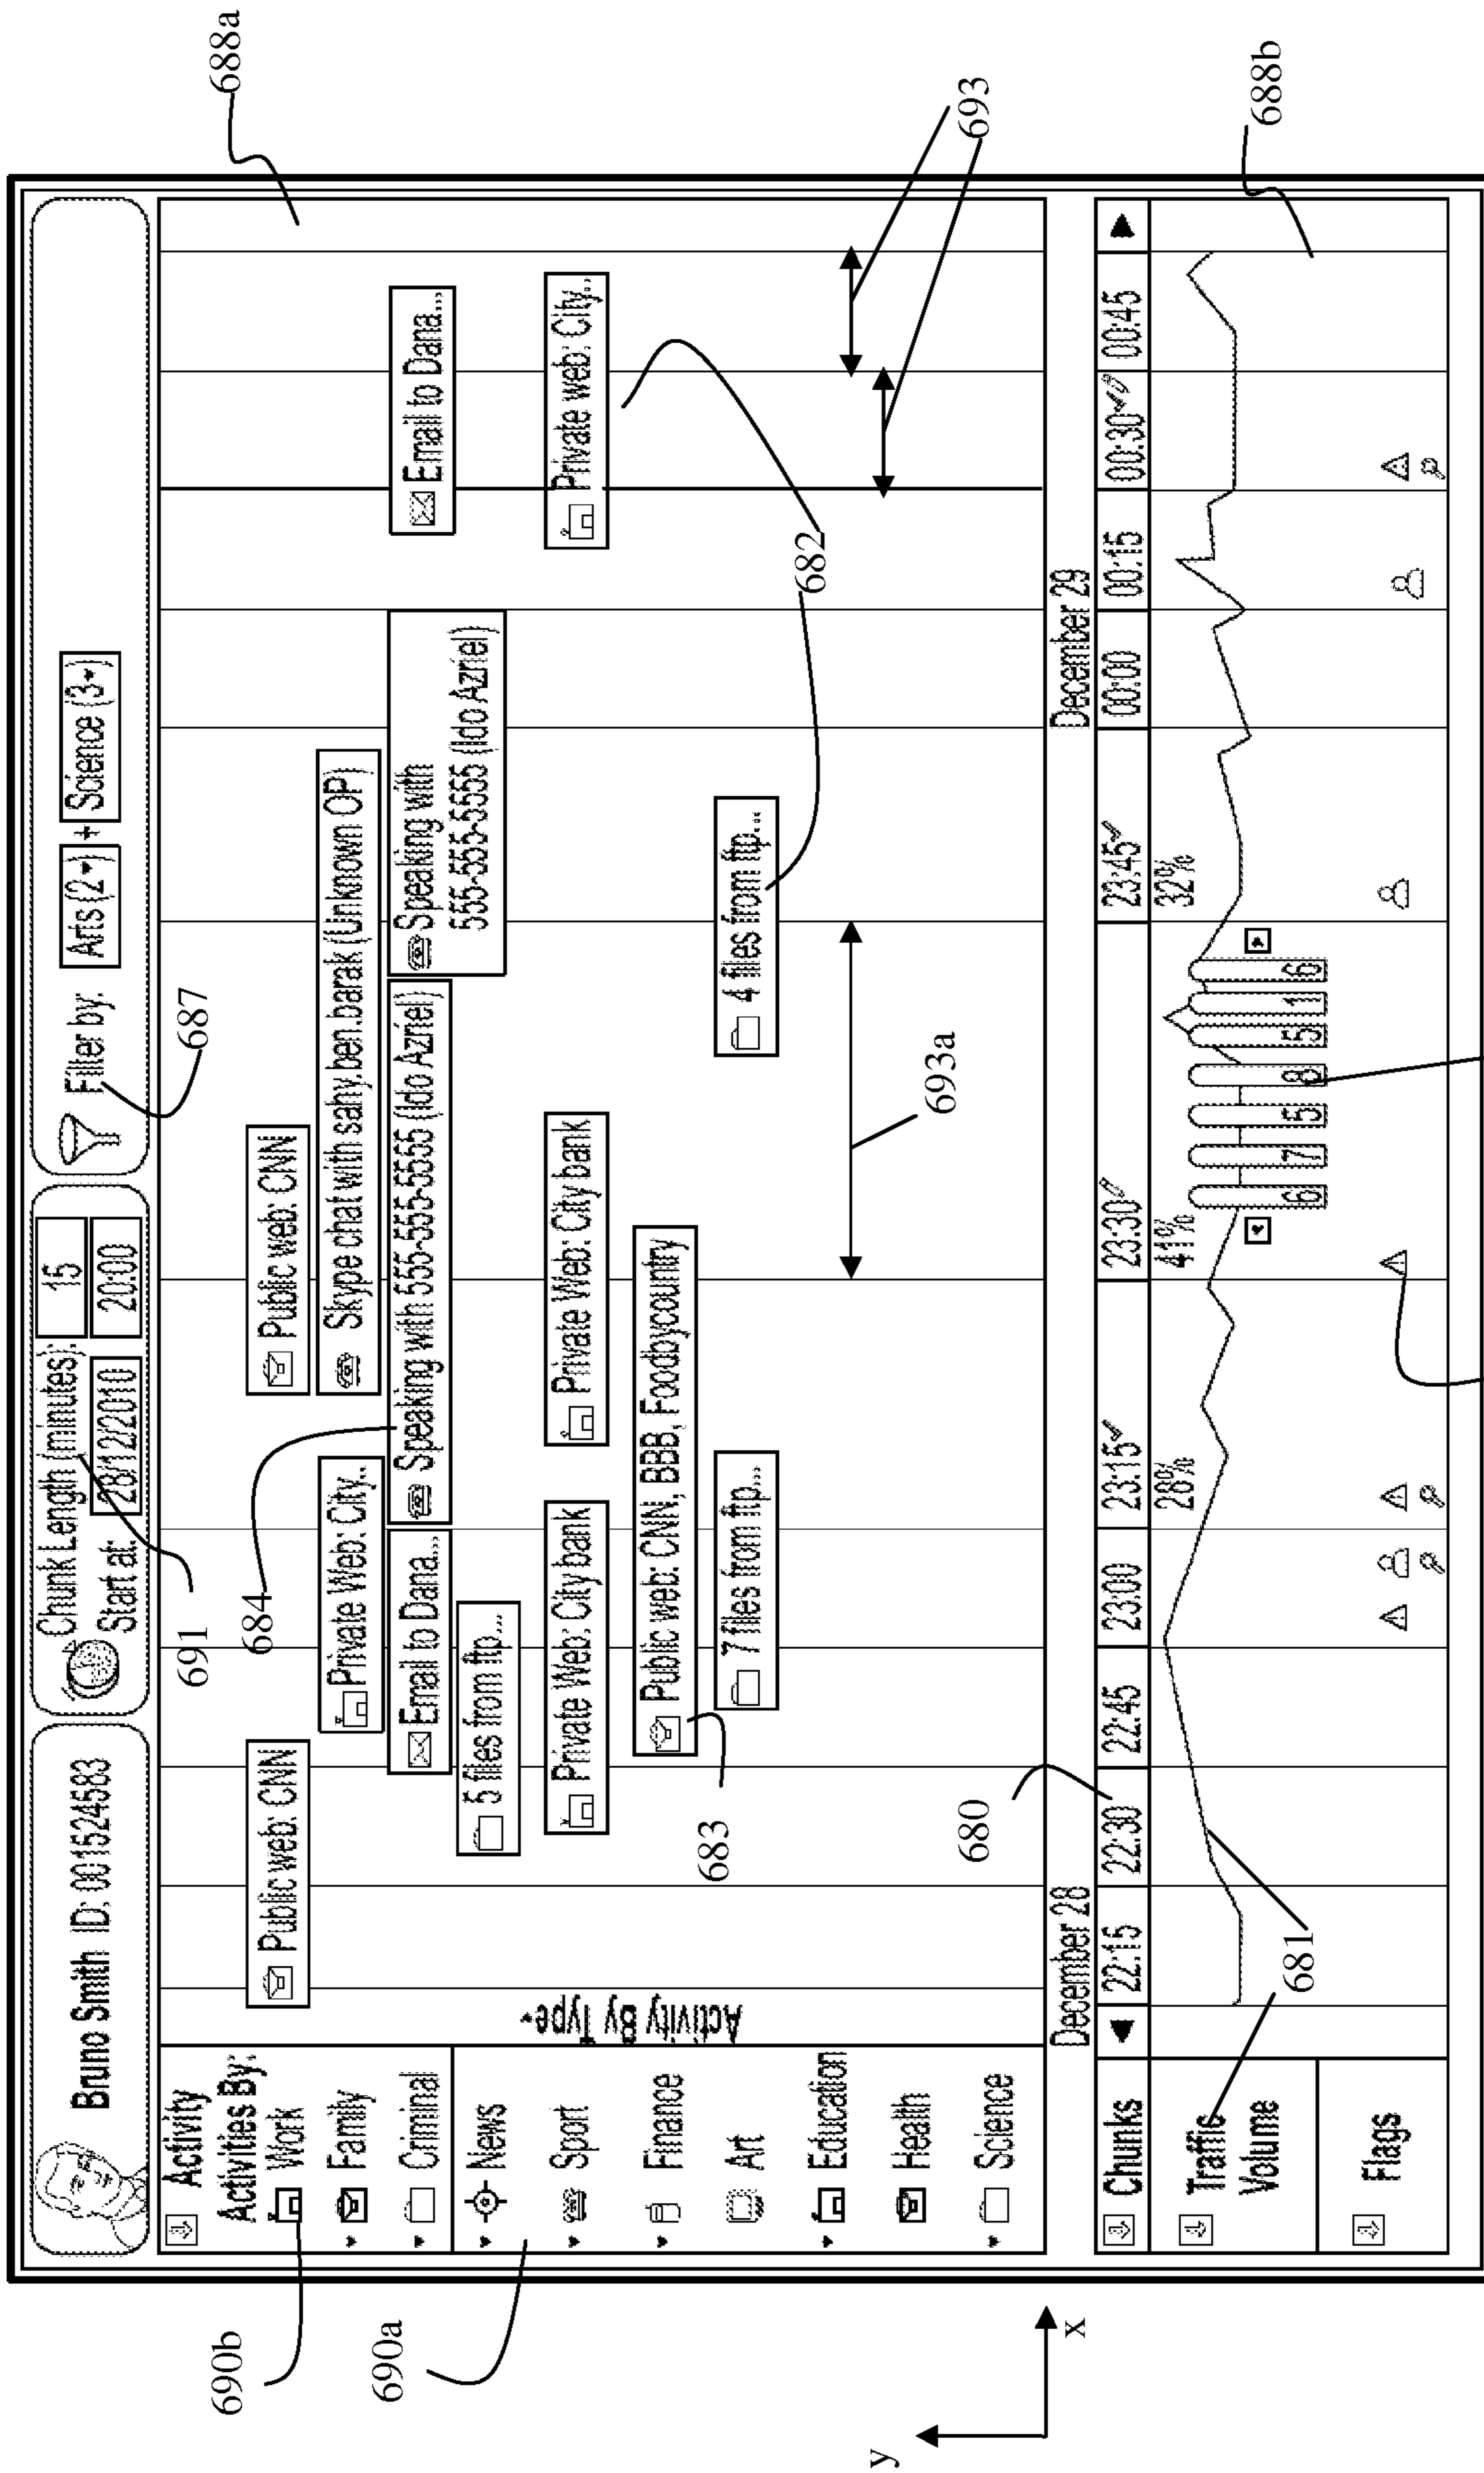 688a
Bruno Smith ID: 001524583
Chunk Length (minutes): 15
Start at: 28/12/2010 20:00
Filter by: Arts (2) + Science (3)
691
687
690b
690a
Activity
Activities By:
Work
Family
Criminal
News
Sport
Finance
Art
Education
Health
Science
Activity By Type
Public web: CNN
Public web: CNN
684
Private Web: City..
Skype chat with sahy.ben.barak (Unknown OP)
Email to Dana...
Speaking with 555-555-5555 (Ido Azriel)
Speaking with
555-555-5555 (Ido Azriel)
Email to Dana...
5 files from ftp...
Private Web: City bank
Private Web: City bank
Private web: City..
Public web: CNN, BBB, Foodbycountry
7 files from ftp...
4 files from ftp...
683
682
693a
693
680
December 28
December 29
Chunks
22:15
22:30
22:45
23:00
23:15
23:30
23:45
00:00
00:15
00:30
00:45
Traffic
Volume
28%
41%
32%
6
7
5
8
5
1
6
681
688b
Flags
y
x